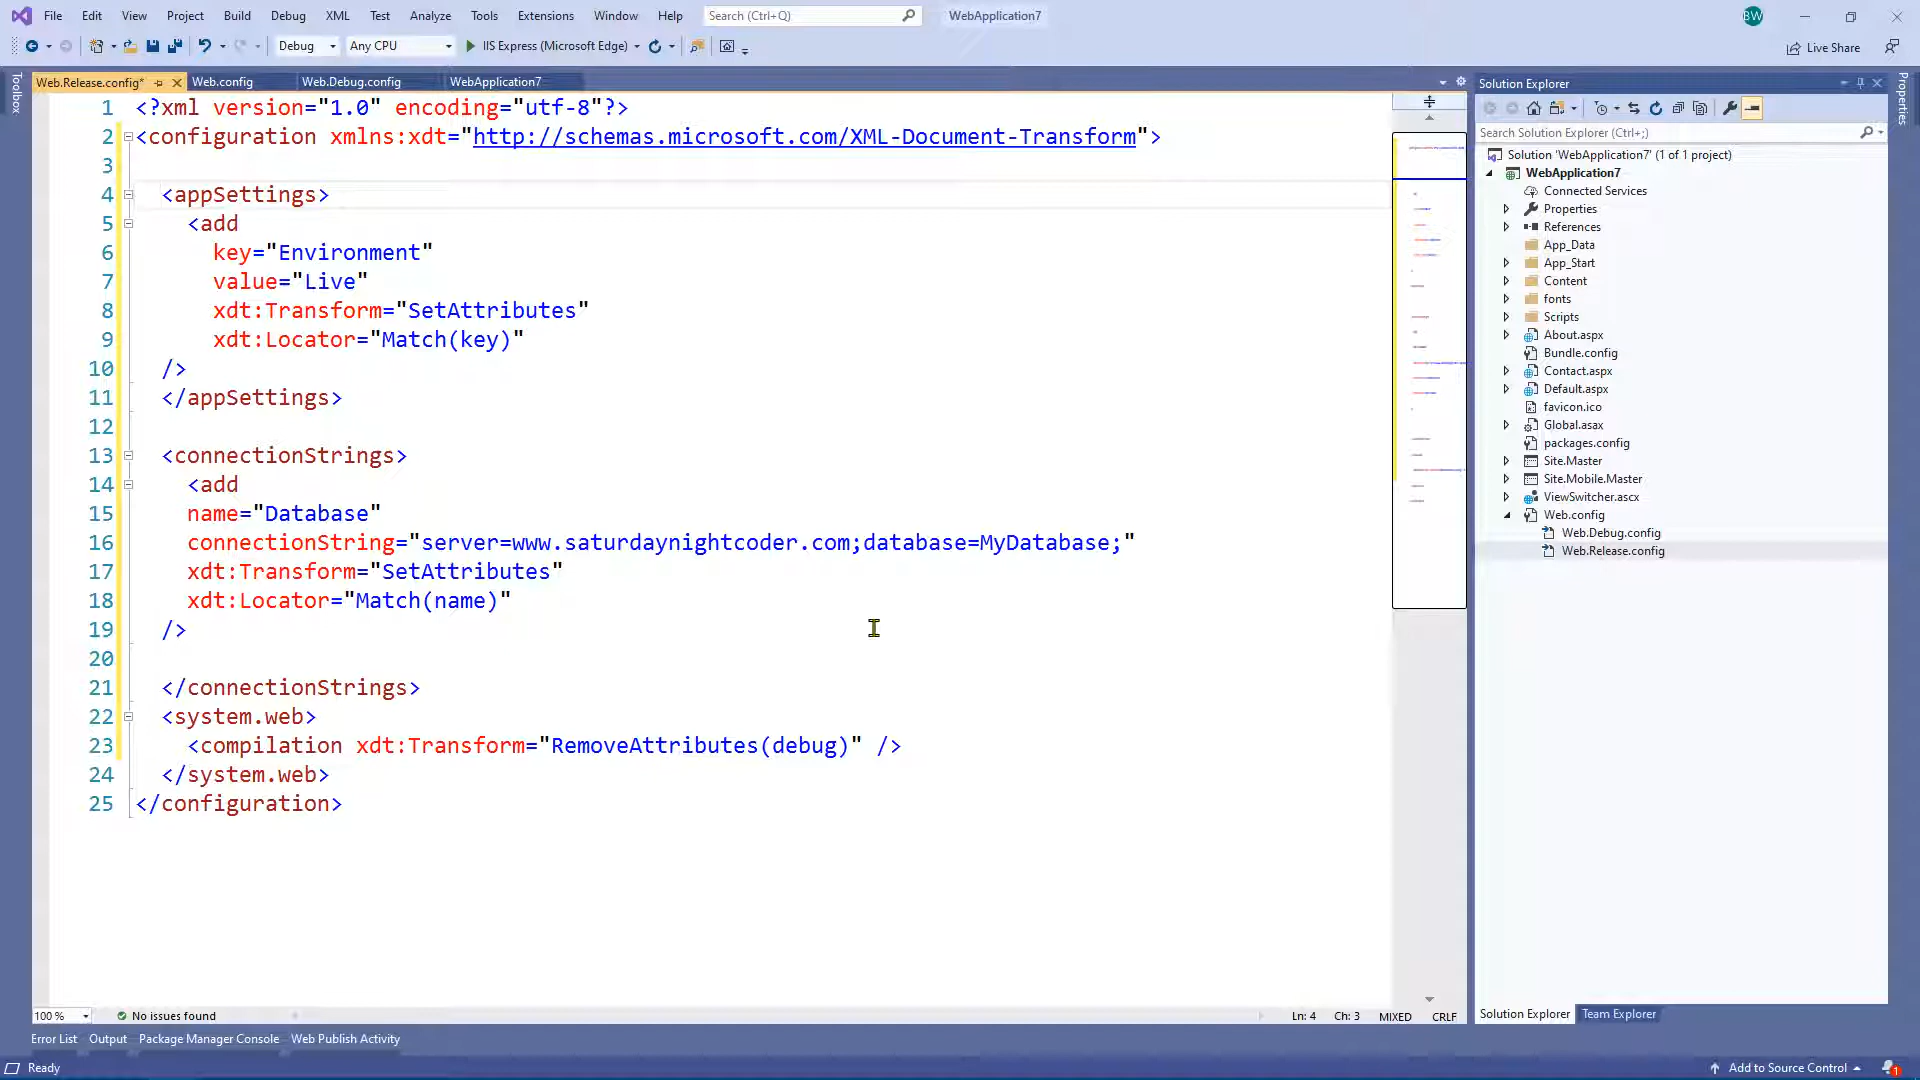 File Edit View Project Build Debug XML Test Analyze Tools Extensions Window Help Search (Ctrl+Q) WebApplication7 BW
Debug Any CPU IIS Express (Microsoft Edge) Live Share
Toolbox
Web.Release.config* Web.config Web.Debug.config WebApplication7
1 <?xml version="1.0" encoding="utf-8"?>
2 <configuration xmlns:xdt="http://schemas.microsoft.com/XML-Document-Transform">
3
4 <appSettings>
5 <add
6 key="Environment"
7 value="Live"
8 xdt:Transform="SetAttributes"
9 xdt:Locator="Match(key)"
10 />
11 </appSettings>
12
13 <connectionStrings>
14 <add
15 name="Database"
16 connectionString="server=www.saturdaynightcoder.com;database=MyDatabase;"
17 xdt:Transform="SetAttributes"
18 xdt:Locator="Match(name)"
19 />
20
21 </connectionStrings>
22 <system.web>
23 <compilation xdt:Transform="RemoveAttributes(debug)" />
24 </system.web>
25 </configuration>
100 % No issues found Ln: 4 Ch: 3 MIXED CRLF
Solution Explorer
Search Solution Explorer (Ctrl+;)
Solution 'WebApplication7' (1 of 1 project)
WebApplication7
Connected Services
Properties
References
App_Data
App_Start
Content
fonts
Scripts
About.aspx
Bundle.config
Contact.aspx
Default.aspx
favicon.ico
Global.asax
packages.config
Site.Master
Site.Mobile.Master
ViewSwitcher.ascx
Web.config
Web.Debug.config
Web.Release.config
Solution Explorer Team Explorer
Properties
Error List Output Package Manager Console Web Publish Activity
Ready Add to Source Control 1